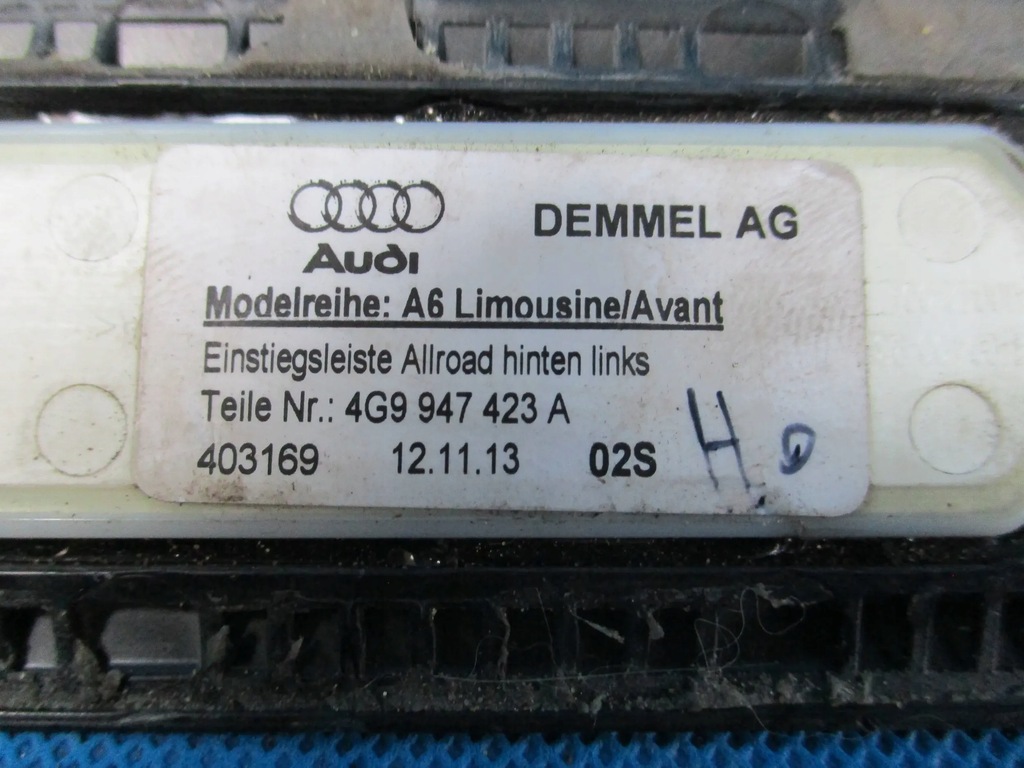 DEMMEL AG
Audi
Modelreihe: A6 Limousine/Avant
Einstiegsleiste Allroad hinten links
Teile Nr.: 4G9 947 423 A
403169 12.11.13 02S
H